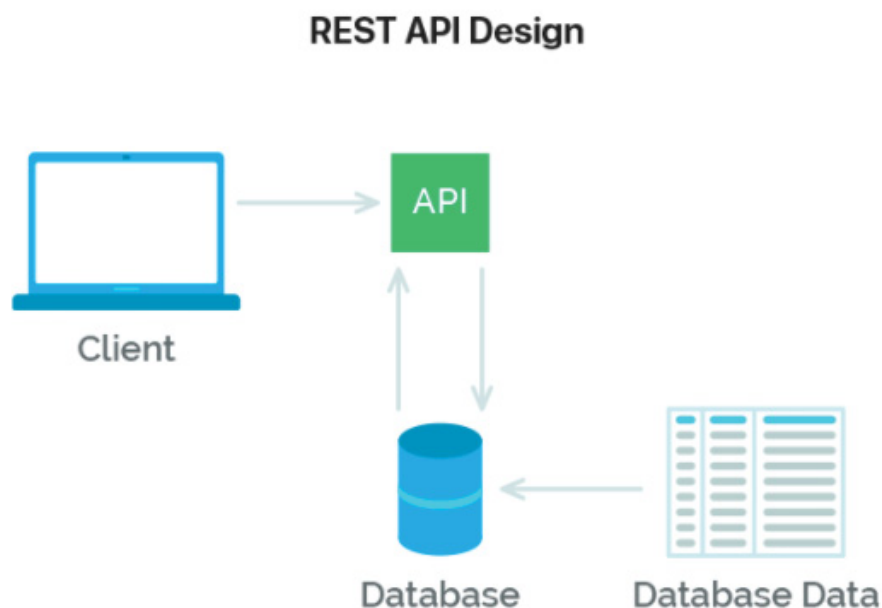 REST API Design
API
Client
Database
Database Data